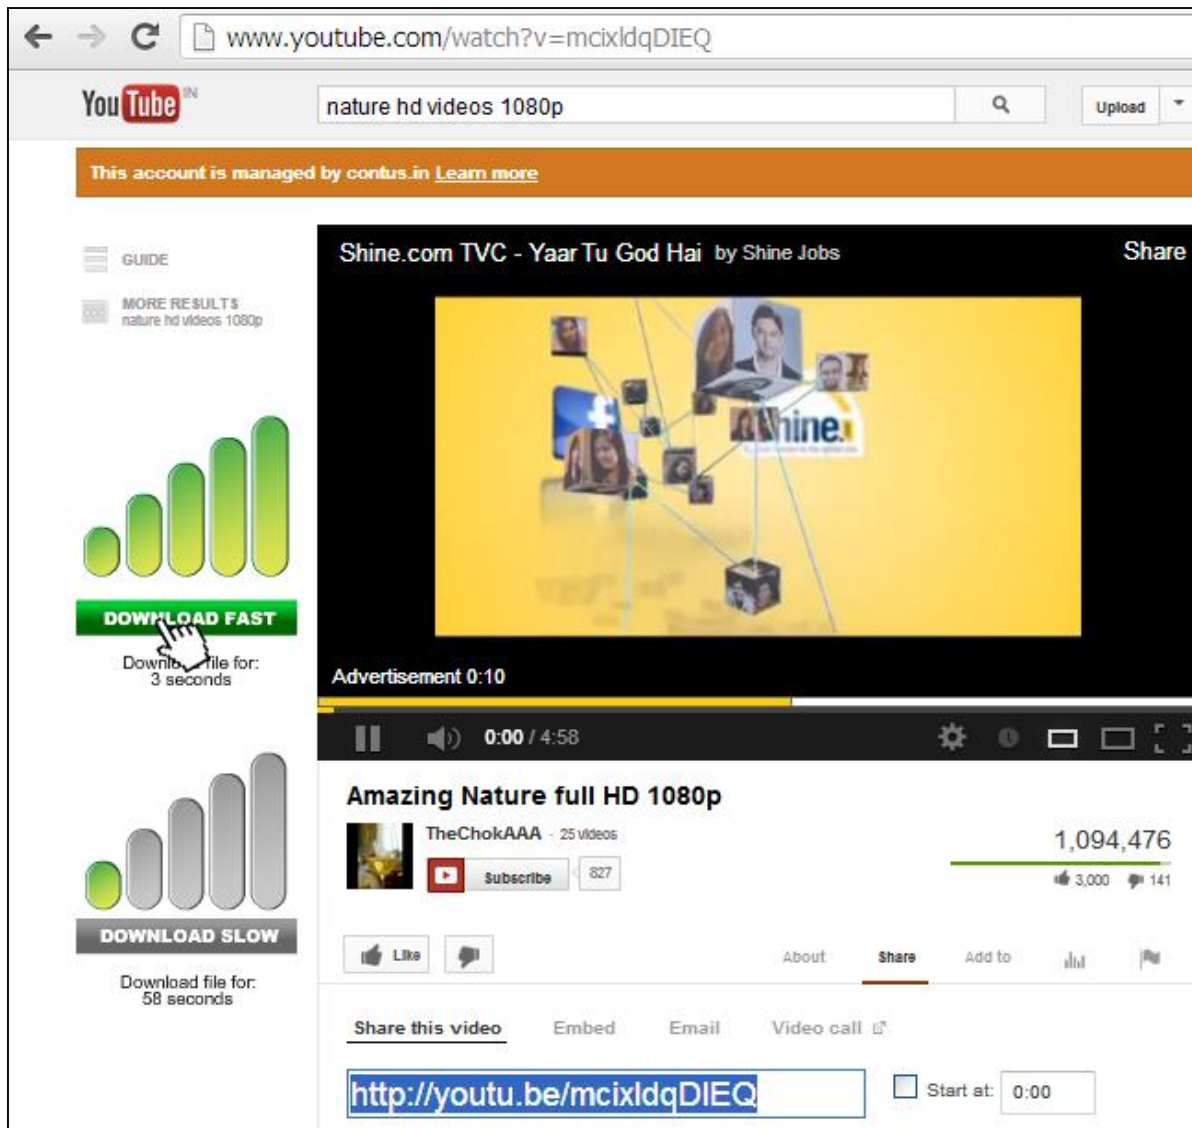 www.youtube.com/watch?v=mcixldqDIEQ
You Tube IN
nature hd videos 1080p
Upload
This account is managed by contus.in Learn more
GUIDE
MORE RESULTS
nature hd videos 1080p
Shine.com TVC - Yaar Tu God Hai by Shine Jobs
Share
hine.
DOWNLOAD FAST
Download file for:
3 seconds
Advertisement 0:10
0:00 / 4:58
DOWNLOAD SLOW
Download file for:
58 seconds
Amazing Nature full HD 1080p
TheChokAAA - 25 videos
Subscribe 827
1,094,476
3,000 141
Like
About Share Add to
Share this video Embed Email Video call
http://youtu.be/mcixldqDIEQ
Start at: 0:00